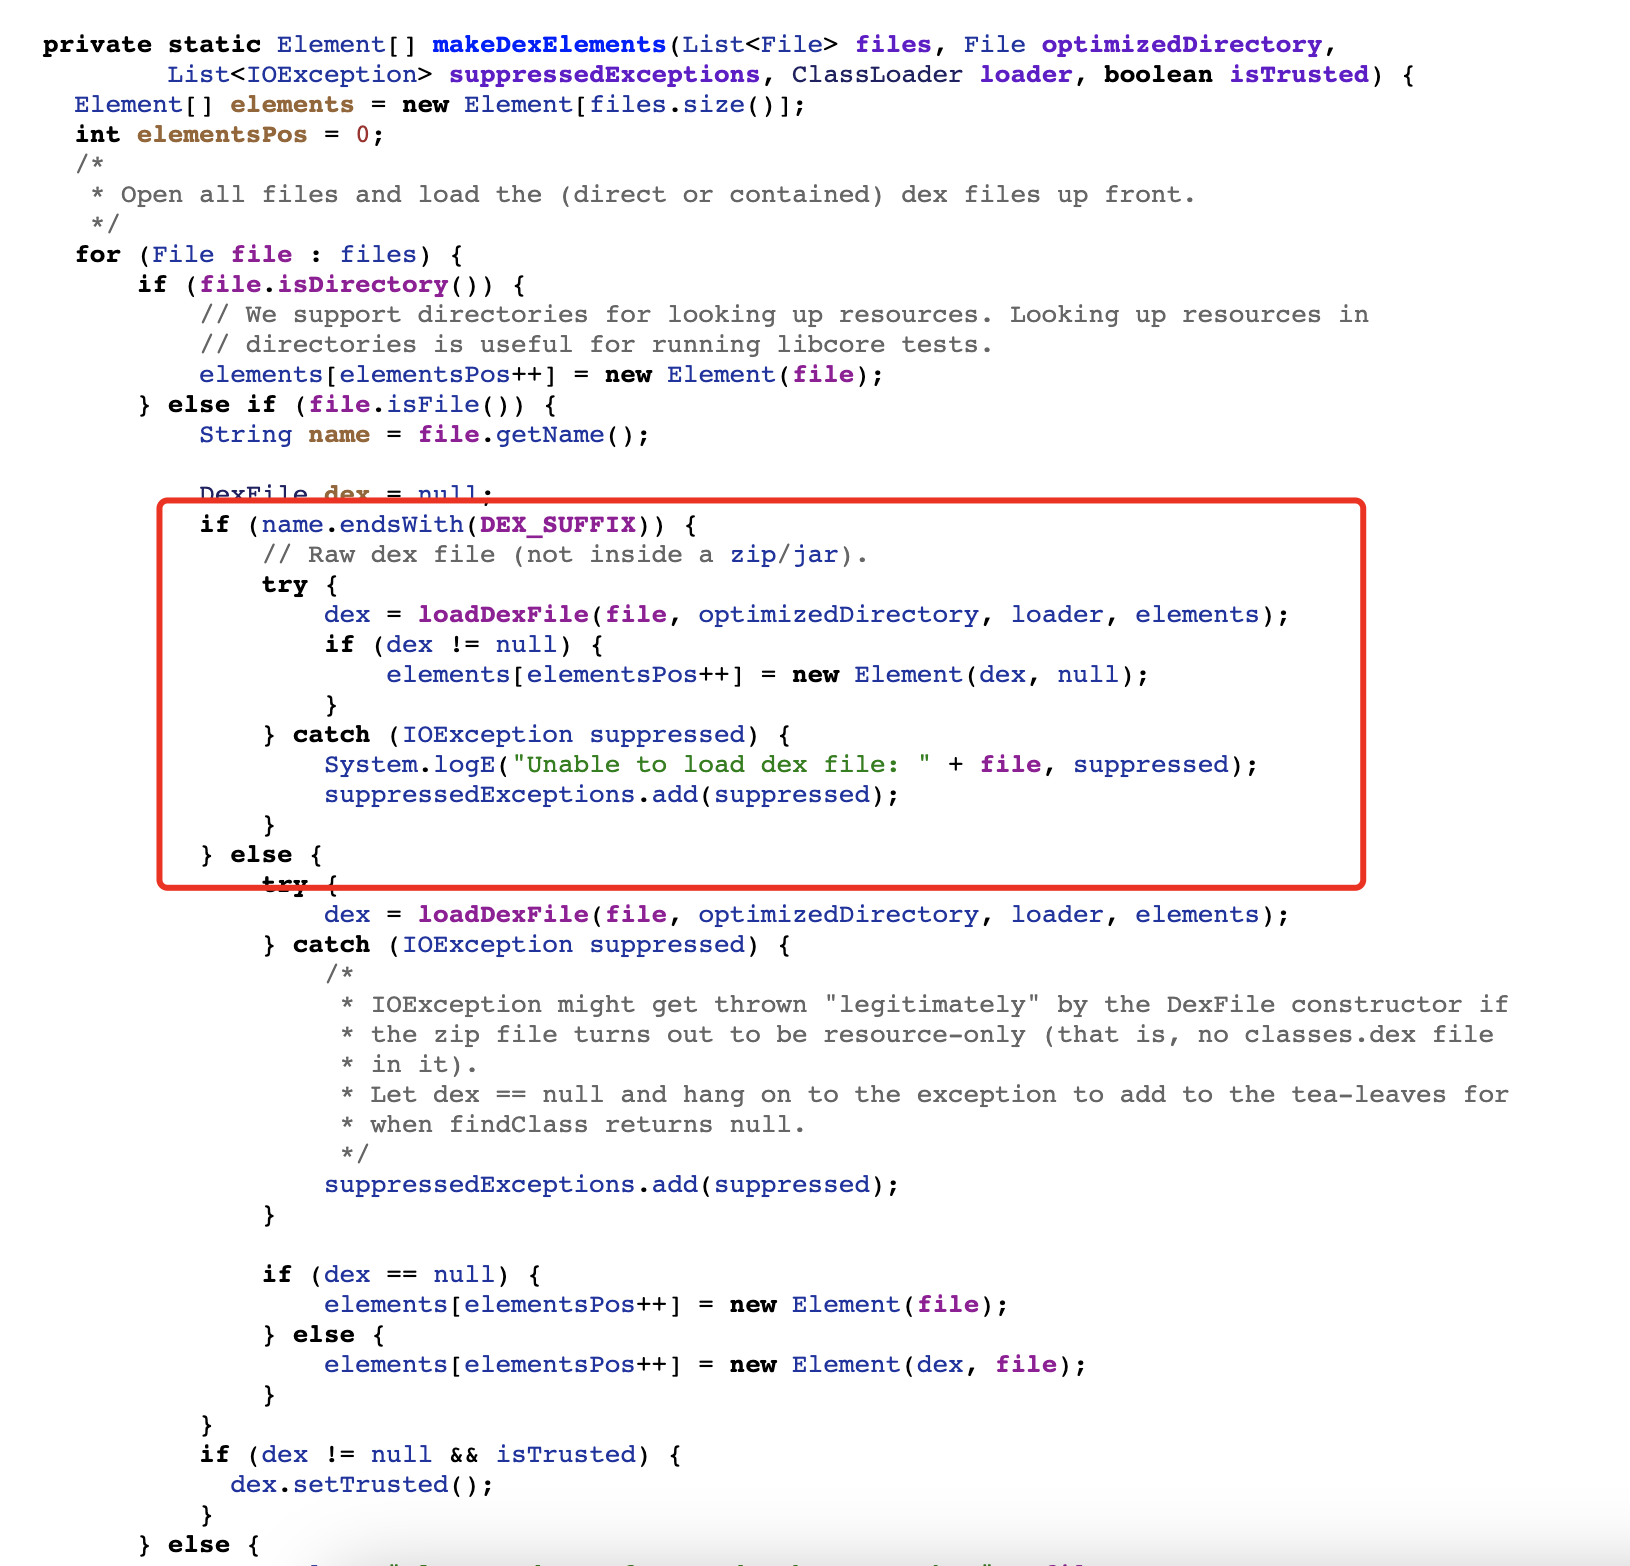 private static Element[] makeDexElements(List<File> files, File optimizedDirectory,
        List<IOException> suppressedExceptions, ClassLoader loader, boolean isTrusted) {
  Element[] elements = new Element[files.size()];
  int elementsPos = 0;
  /*
   * Open all files and load the (direct or contained) dex files up front.
   */
  for (File file : files) {
      if (file.isDirectory()) {
          // We support directories for looking up resources. Looking up resources in
          // directories is useful for running libcore tests.
          elements[elementsPos++] = new Element(file);
      } else if (file.isFile()) {
          String name = file.getName();

          DexFile dex = null;
          if (name.endsWith(DEX_SUFFIX)) {
              // Raw dex file (not inside a zip/jar).
              try {
                  dex = loadDexFile(file, optimizedDirectory, loader, elements);
                  if (dex != null) {
                      elements[elementsPos++] = new Element(dex, null);
                  }
              } catch (IOException suppressed) {
                  System.logE("Unable to load dex file: " + file, suppressed);
                  suppressedExceptions.add(suppressed);
              }
          } else {
              try {
                  dex = loadDexFile(file, optimizedDirectory, loader, elements);
              } catch (IOException suppressed) {
                  /*
                   * IOException might get thrown "legitimately" by the DexFile constructor if
                   * the zip file turns out to be resource-only (that is, no classes.dex file
                   * in it).
                   * Let dex == null and hang on to the exception to add to the tea-leaves for
                   * when findClass returns null.
                   */
                  suppressedExceptions.add(suppressed);
              }

              if (dex == null) {
                  elements[elementsPos++] = new Element(file);
              } else {
                  elements[elementsPos++] = new Element(dex, file);
              }
          }
          if (dex != null && isTrusted) {
            dex.setTrusted();
          }
      } else {